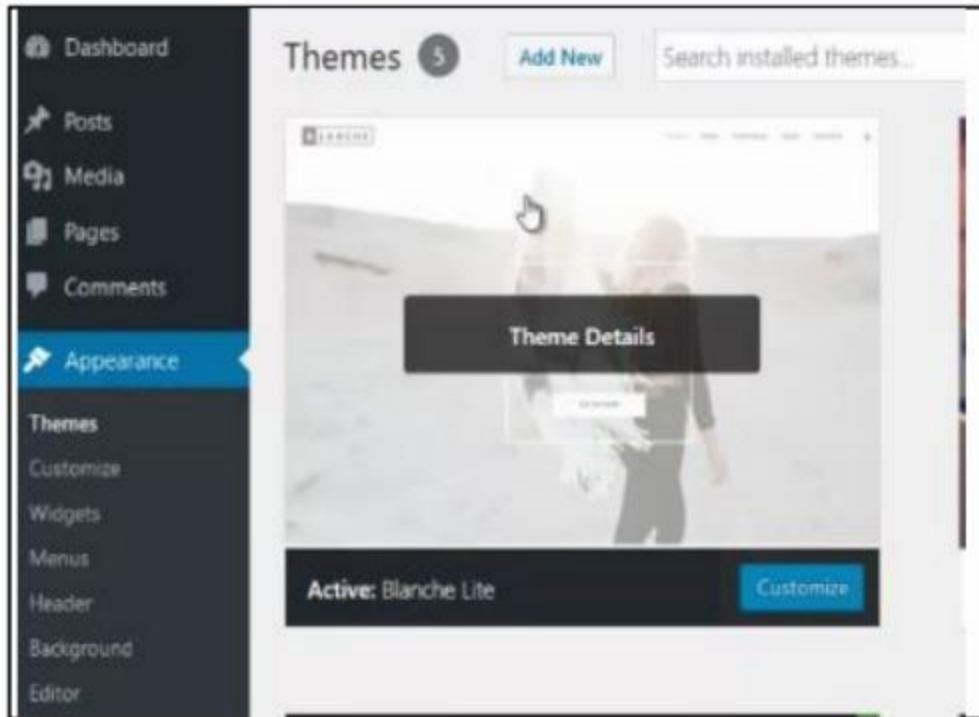 Dashboard
Posts
Media
Pages
Comments
Appearance
Themes
Customize
Widgets
Menus
Header
Background
Editor
Themes 5
Add New
Search installed themes...
BLANCHE
Theme Details
Active: Blanche Lite
Customize